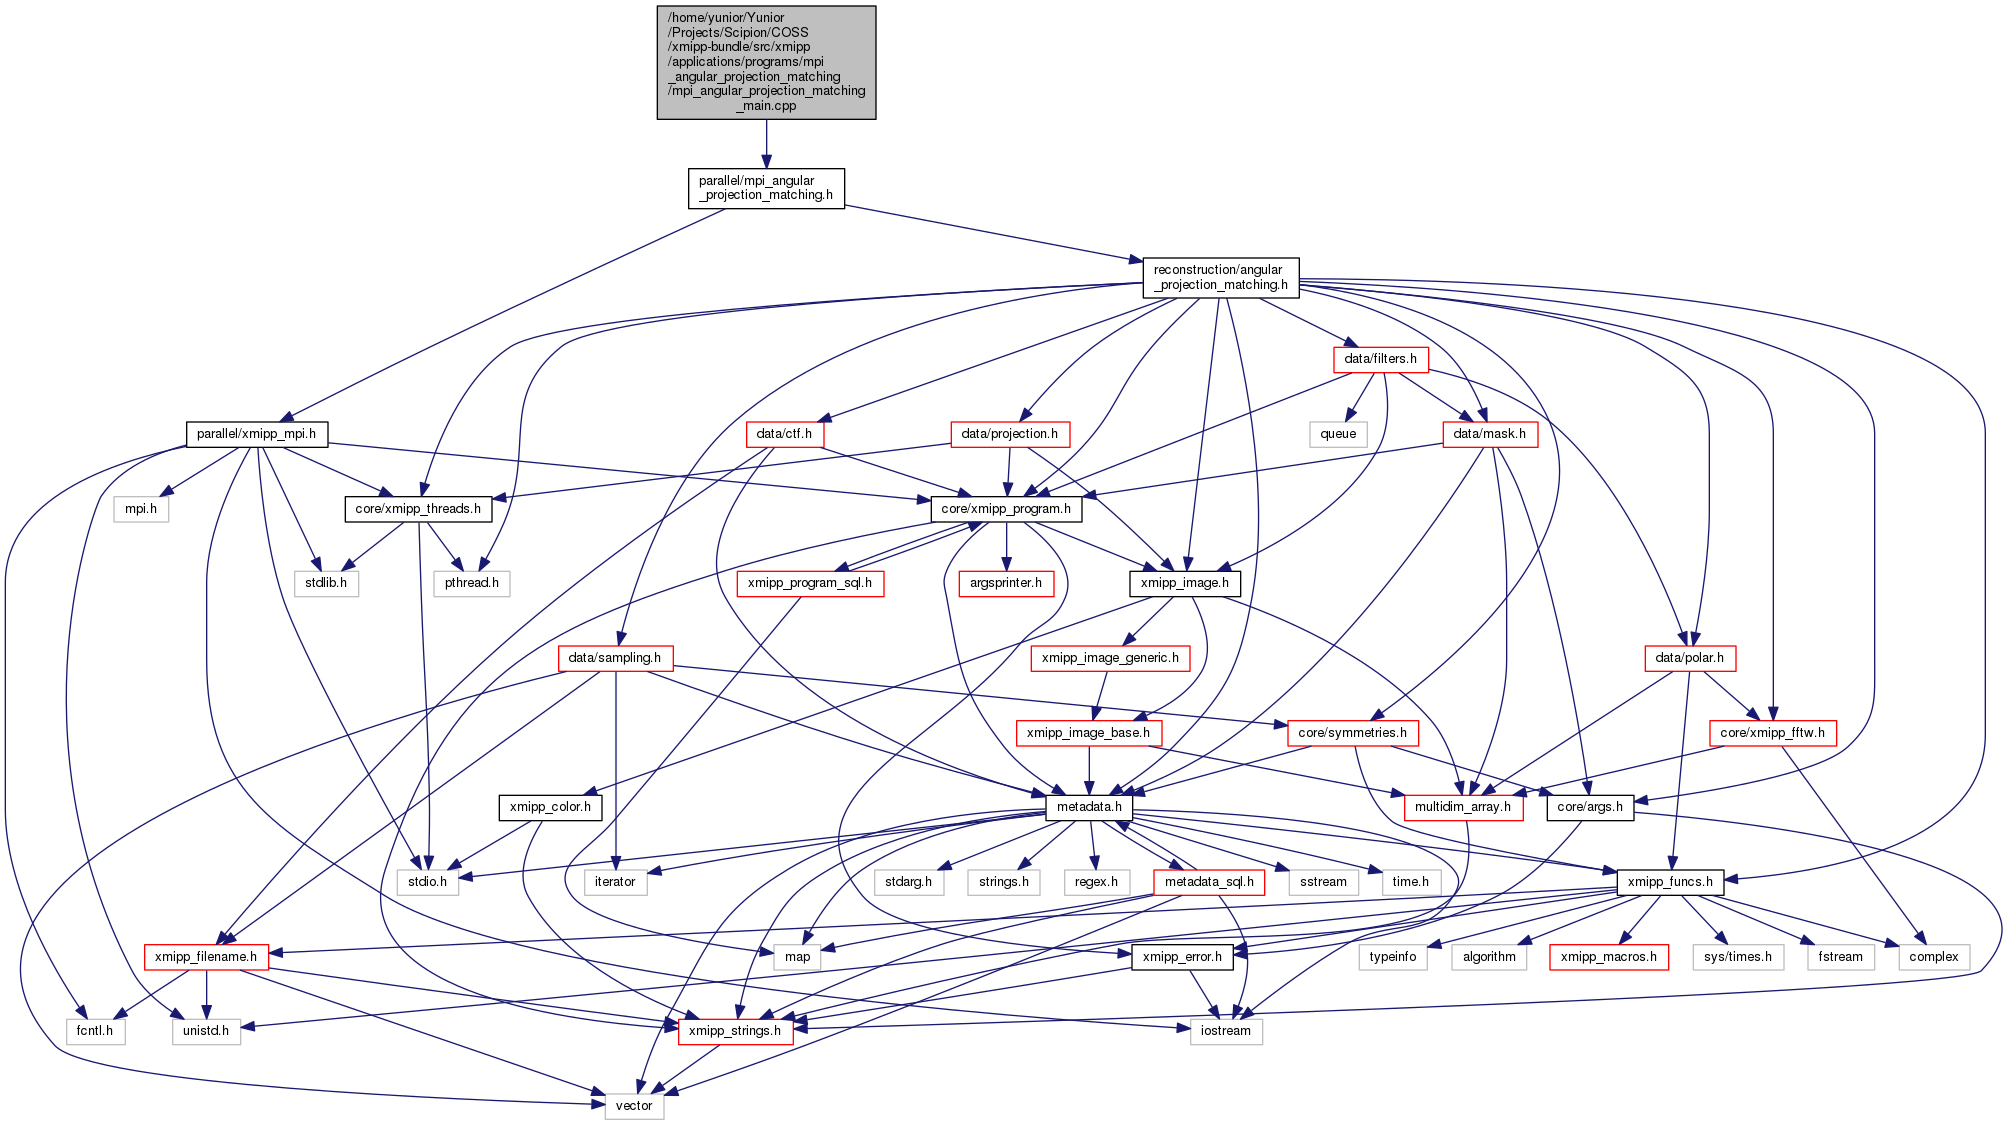 /home/yunior/Yunior
/Projects/Scipion/COSS
/xmipp-bundle/src/xmipp
/applications/programs/mpi
_angular_projection_matching
/mpi_angular_projection_matching
_main.cpp
parallel/mpi_angular
_projection_matching.h
reconstruction/angular
_projection_matching.h
data/filters.h
parallel/xmipp_mpi.h
data/ctf.h
data/projection.h
queue
data/mask.h
mpi.h
core/xmipp_threads.h
core/xmipp_program.h
stdlib.h
pthread.h
xmipp_program_sql.h
argsprinter.h
xmipp_image.h
data/sampling.h
xmipp_image_generic.h
data/polar.h
xmipp_image_base.h
core/symmetries.h
core/xmipp_fftw.h
xmipp_color.h
metadata.h
multidim_array.h
core/args.h
stdio.h
iterator
stdarg.h
strings.h
regex.h
metadata_sql.h
sstream
time.h
xmipp_funcs.h
xmipp_filename.h
map
xmipp_error.h
typeinfo
algorithm
xmipp_macros.h
sys/times.h
fstream
complex
fcntl.h
unistd.h
xmipp_strings.h
iostream
vector